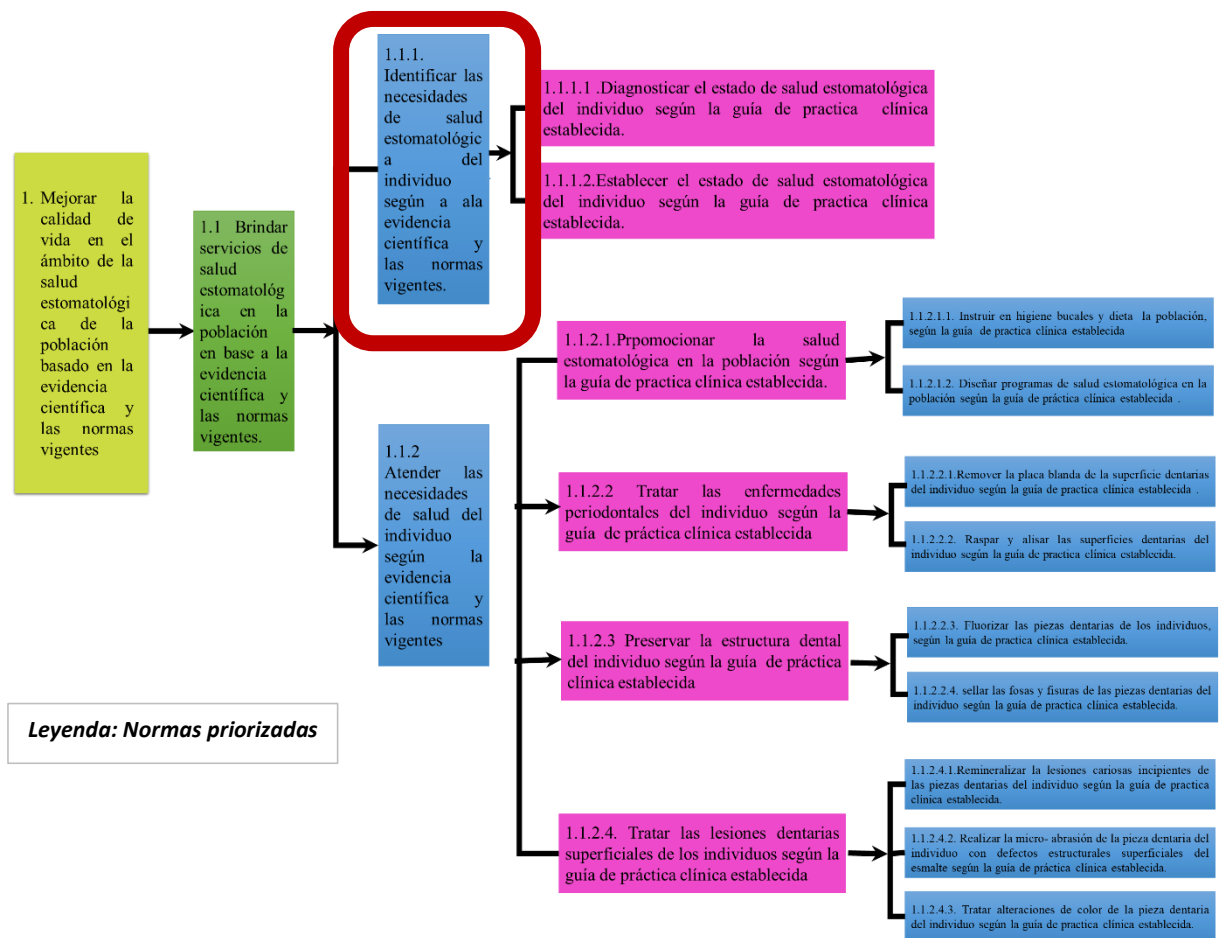 1. Mejorar la
calidad de
vida en el
ámbito de la
salud
estomatológi
ca de la
población
basado en la
evidencia
científica y
las normas
vigentes
1.1 Brindar
servicios de
salud
estomatológ
ica en la
población
en base a la
evidencia
científica y
las normas
vigentes.
1.1.1.
Identificar las
necesidades
de salud
estomatológic
a del
individuo
según a ala
evidencia
científica y
las normas
vigentes.
1.1.1.1 .Diagnosticar el estado de salud estomatológica
del individuo según la guía de practica clínica
establecida.
1.1.1.2.Establecer el estado de salud estomatológica
del individuo según la guía de practica clínica
establecida.
1.1.2
Atender las
necesidades
de salud del
individuo
según la
evidencia
científica y
las normas
vigentes
1.1.2.1.Prpomocionar la salud
estomatológica en la población según
la guía de practica clínica establecida.
1.1.2.1.1. Instruir en higiene bucales y dieta la población,
según la guía de practica clínica establecida
1.1.2.1.2. Diseñar programas de salud estomatológica en la
población según la guía de práctica clínica establecida .
1.1.2.2 Tratar las enfermedades
periodontales del individuo según la
guía de práctica clínica establecida
1.1.2.2.1.Remover la placa blanda de la superficie dentarias
del individuo según la guía de practica clínica establecida .
1.1.2.2.2. Raspar y alisar las superficies dentarias del
individuo según la guía de practica clínica establecida.
1.1.2.3 Preservar la estructura dental
del individuo según la guía de práctica
clínica establecida
1.1.2.2.3. Fluorizar las piezas dentarias de los individuos,
según la guía de practica clínica establecida.
1.1.2.2.4. sellar las fosas y fisuras de las piezas dentarias del
individuo según la guía de practica clínica establecida.
1.1.2.4. Tratar las lesiones dentarias
superficiales de los individuos según la
guía de práctica clínica establecida
1.1.2.4.1.Remineralizar la lesiones cariosas incipientes de
las piezas dentarias del individuo según la guía de practica
clínica establecida.
1.1.2.4.2. Realizar la micro- abrasión de la pieza dentaria del
individuo con defectos estructurales superficiales del
esmalte según la guía de práctica clínica establecida.
1.1.2.4.3. Tratar alteraciones de color de la pieza dentaria
del individuo según la guía de práctica clínica establecida.
Leyenda: Normas priorizadas